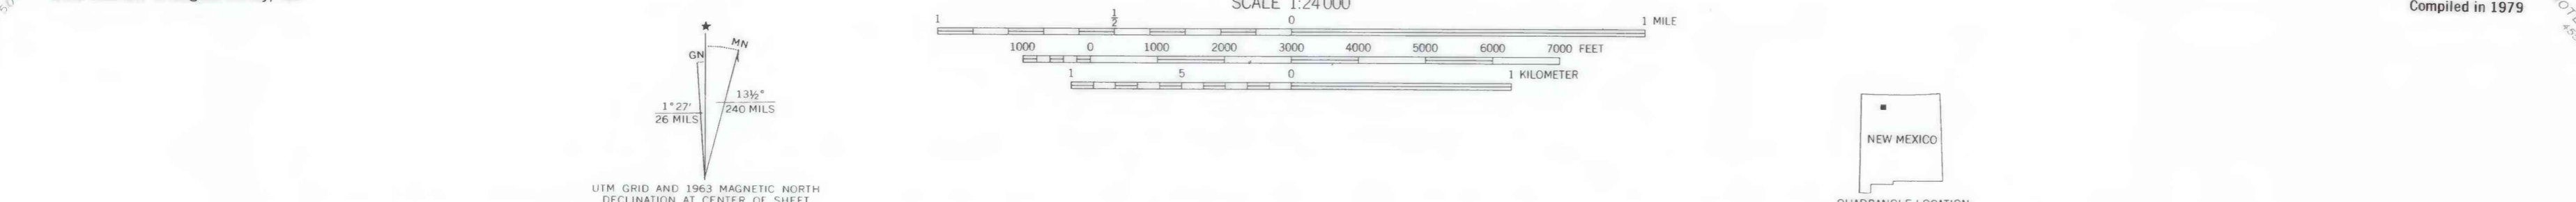 SCALE 1:24 000
Compiled in 1979
1 ½ 0 1 MILE
1000 0 1000 2000 3000 4000 5000 6000 7000 FEET
1 5 0 1 KILOMETER
MN
GN
1°27'
26 MILS
13½°
240 MILS
UTM GRID AND 1963 MAGNETIC NORTH
DECLINATION AT CENTER OF SHEET
NEW MEXICO
QUADRANGLE LOCATION